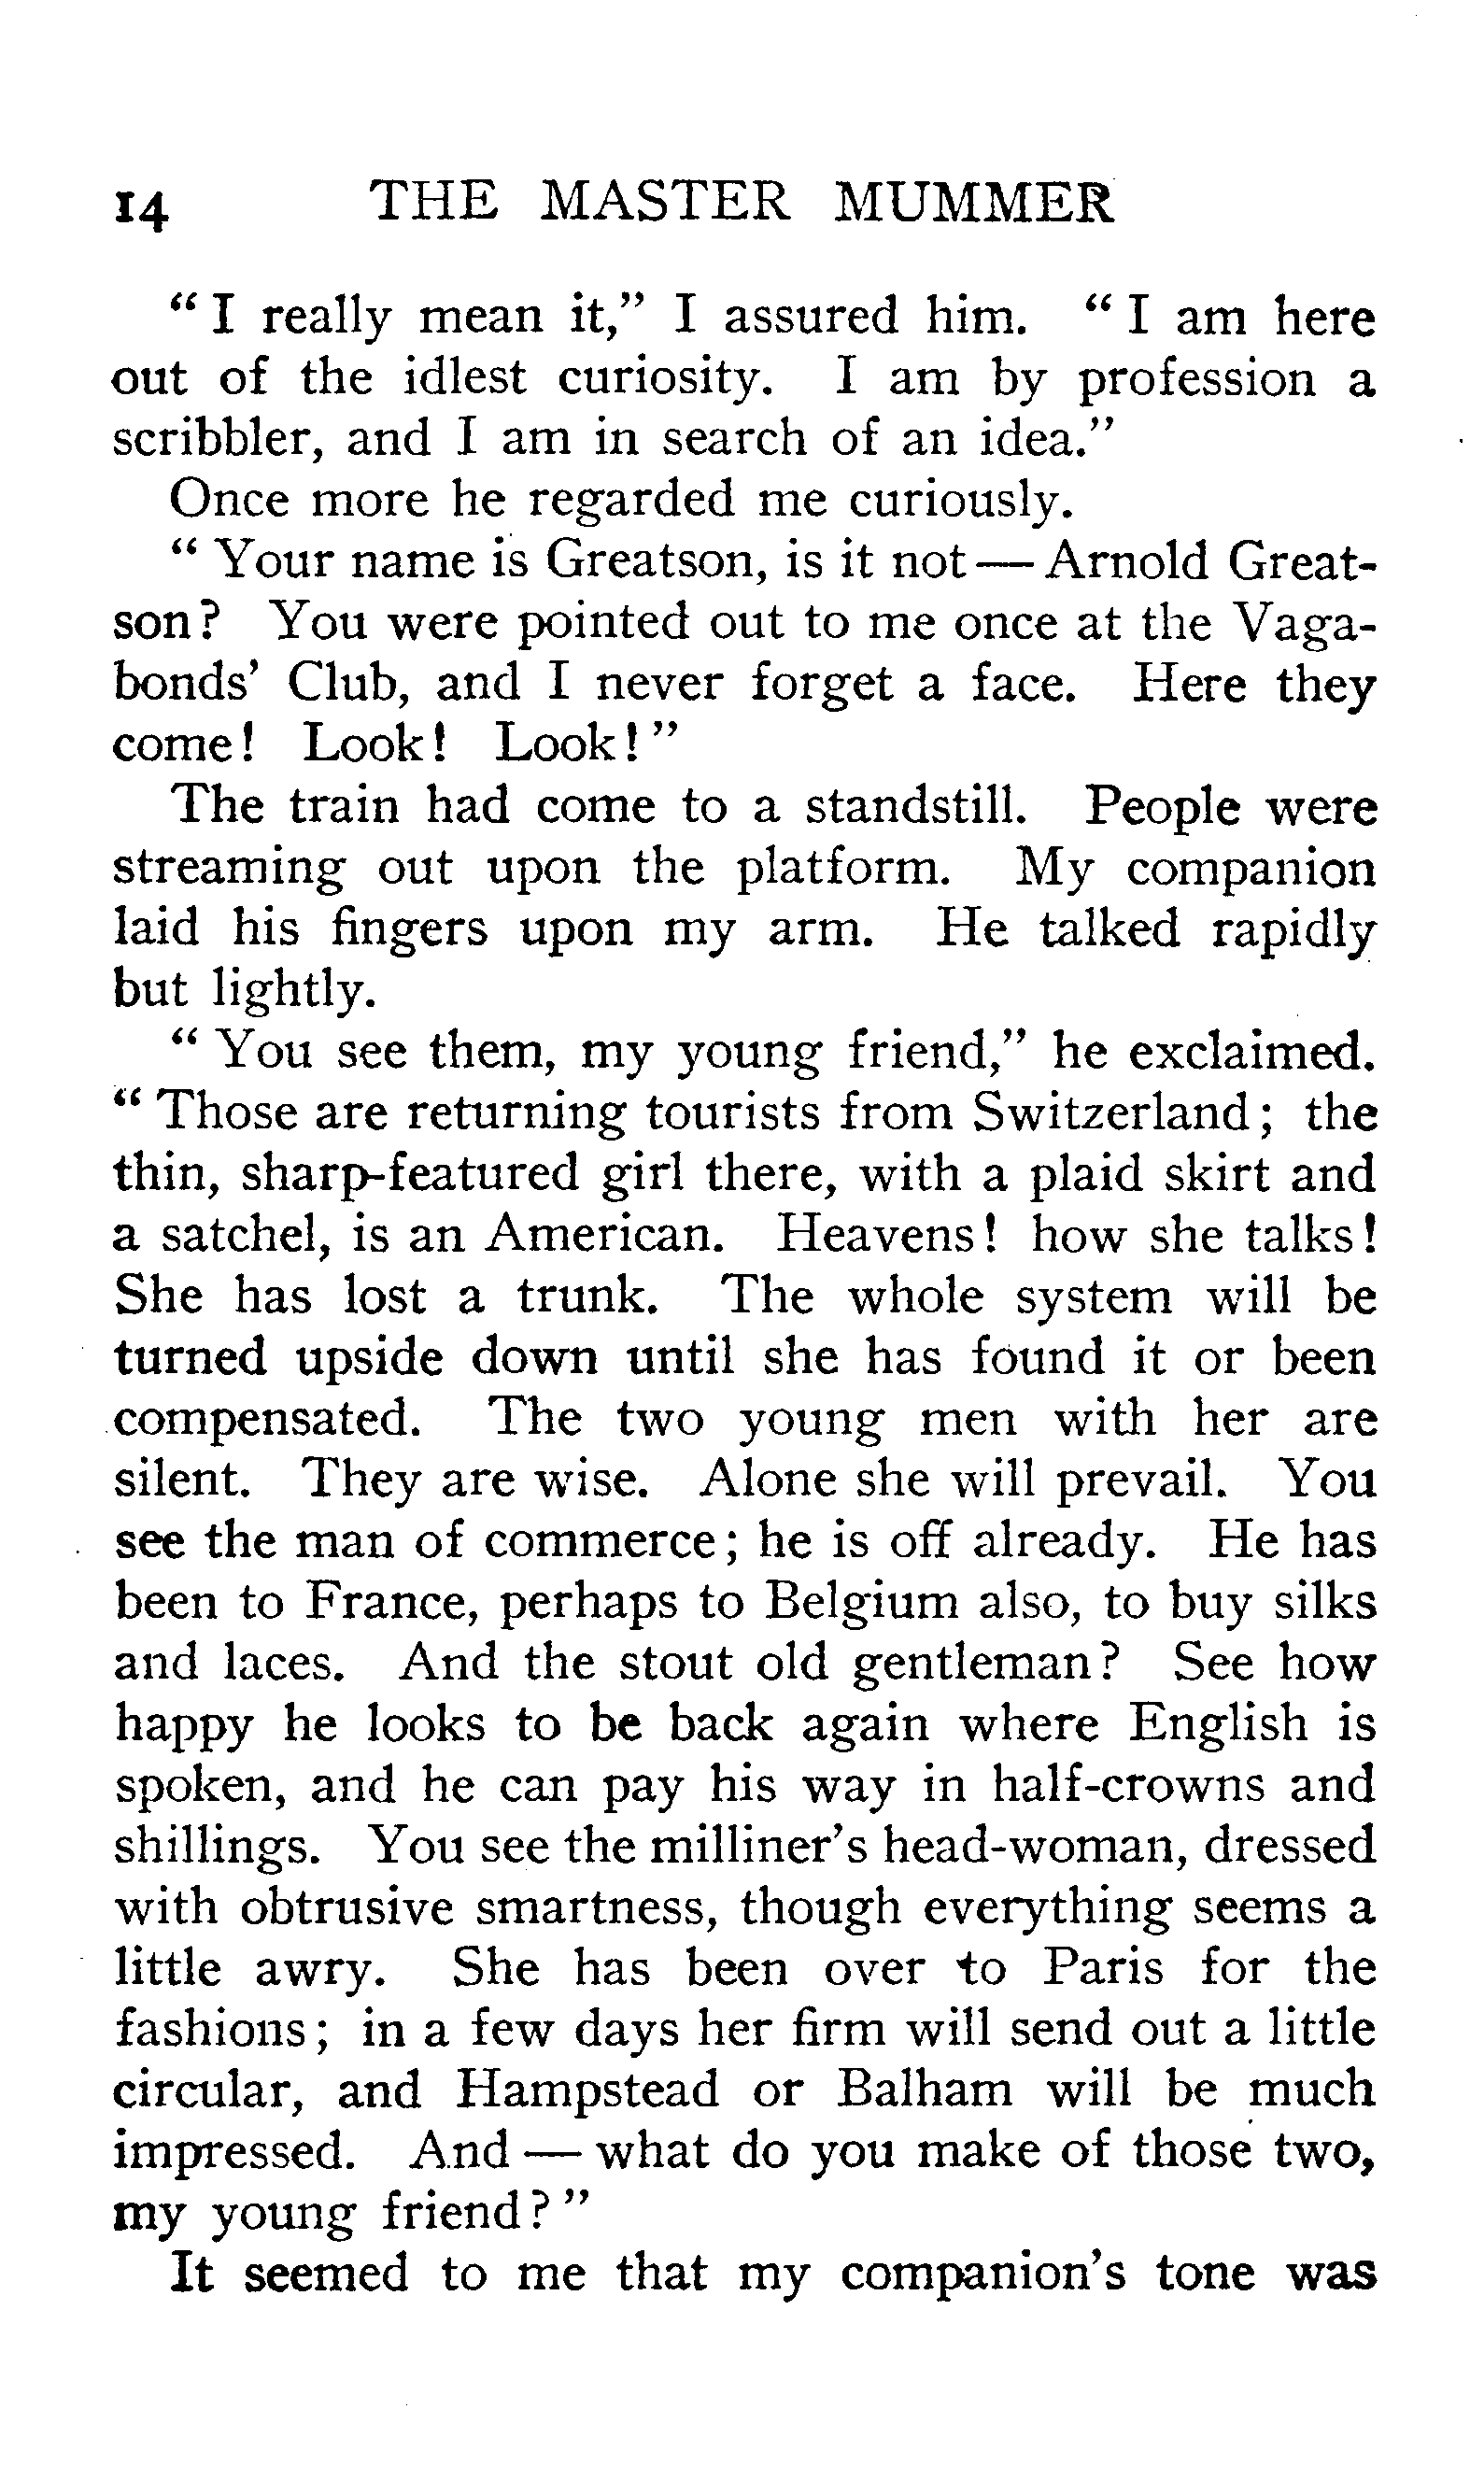 14 THE MASTER MUMMER
“ I really mean it,” I assured him. “ I am here
out of the idlest curiosity. I am by profession a
scribbler, and I am in search of an idea.”
Once more he regarded me curiously.
“ Your name is Greatson, is it not — Arnold Great-
son? You were pointed out to me once at the Vaga-
bonds’ Club, and I never forget a face. Here they
come! Look! Look! ”
The train had come to a standstill. People were
streaming out upon the platform. My companion
laid his fingers upon my arm. He talked rapidly
but lightly.
“ You see them, my young friend,” he exclaimed.
“ Those are returning tourists from Switzerland; the
thin, sharp-featured girl there, with a plaid skirt and
a satchel, is an American. Heavens! how she talks!
She has lost a trunk. The whole system will be
turned upside down until she has found it or been
compensated. The two young men with her are
silent. They are wise. Alone she will prevail. You
see the man of commerce; he is off already. He has
been to France, perhaps to Belgium also, to buy silks
and laces. And the stout old gentleman? See how
happy he looks to be back again where English is
spoken, and he can pay his way in half-crowns and
shillings. You see the milliner’s head-woman, dressed
with obtrusive smartness, though everything seems a
little awry. She has been over to Paris for the
fashions; in a few days her firm will send out a little
circular, and Hampstead or Balham will be much
impressed. And — what do you make of those two,
my young friend? ”
It seemed to me that my companion’s tone was